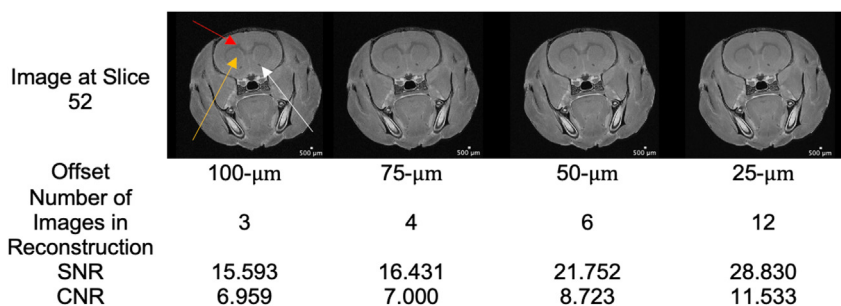 Image at Slice
52
500 μm 500 μm 500 μm 500 μm
Offset 100-μm 75-μm 50-μm 25-μm
Number of
Images in
Reconstruction
3 4 6 12
SNR 15.593 16.431 21.752 28.830
CNR 6.959 7.000 8.723 11.533